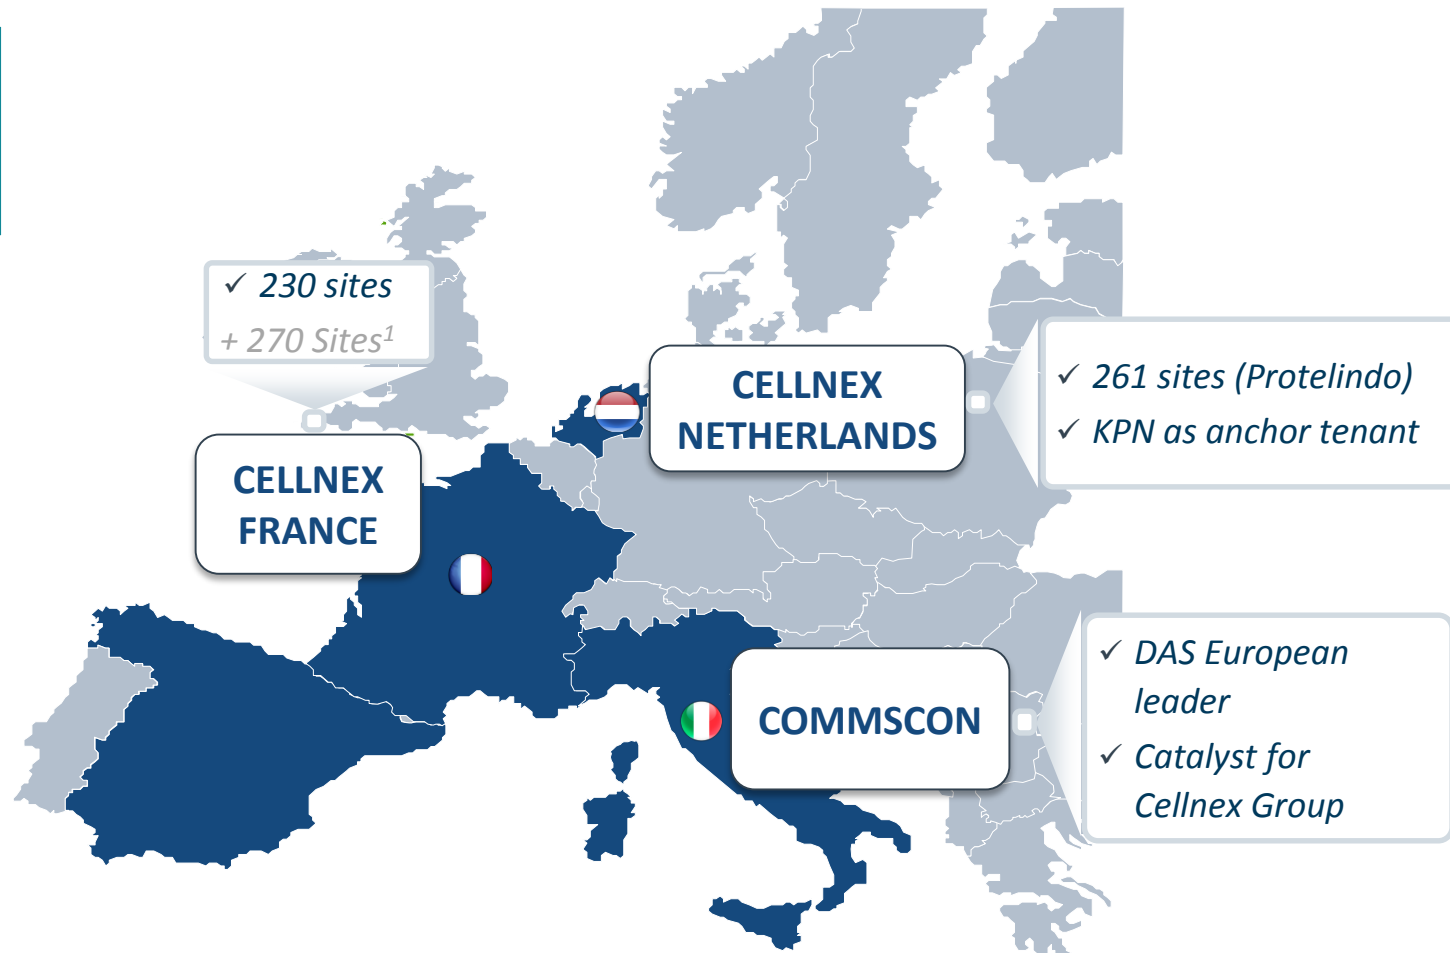 ✓ 230 sites
+ 270 Sites¹
CELLNEX
FRANCE
CELLNEX
NETHERLANDS
✓ 261 sites (Protelindo)
✓ KPN as anchor tenant
COMMSCON
✓ DAS European
leader
✓ Catalyst for
Cellnex Group